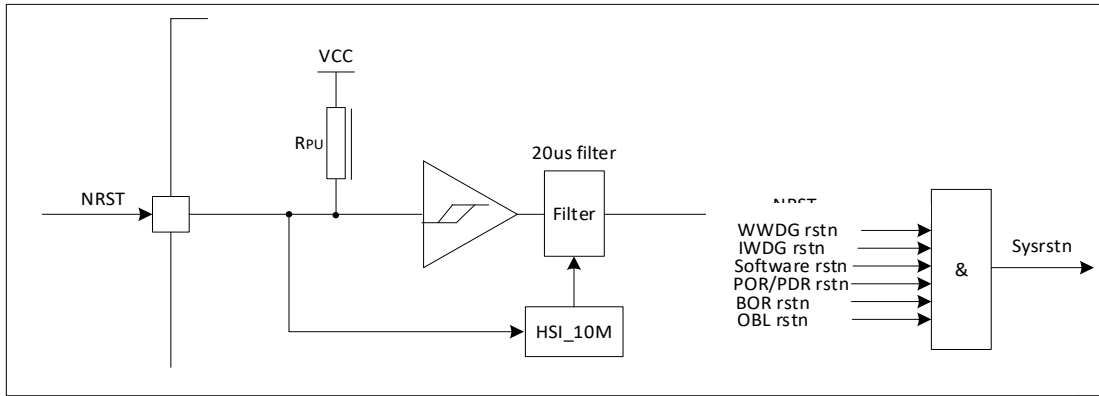 VCC
RPU
20us filter
NRST
Filter
HSI_10M
WWDG rstn
IWDG rstn
Software rstn
POR/PDR rstn
BOR rstn
OBL rstn
&
Sysrstn